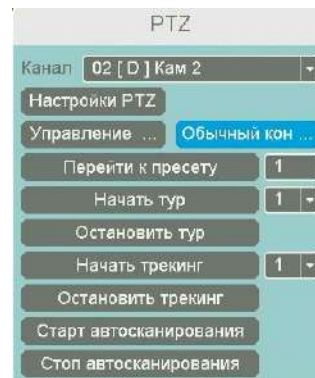 PTZ
Канал 02 [ D ] Кам 2
Настройки PTZ
Управление ... Обычный кон ...
Перейти к пресету 1
Начать тур 1
Остановить тур
Начать трекинг 1
Остановить трекинг
Старт автосканирования
Стоп автосканирования